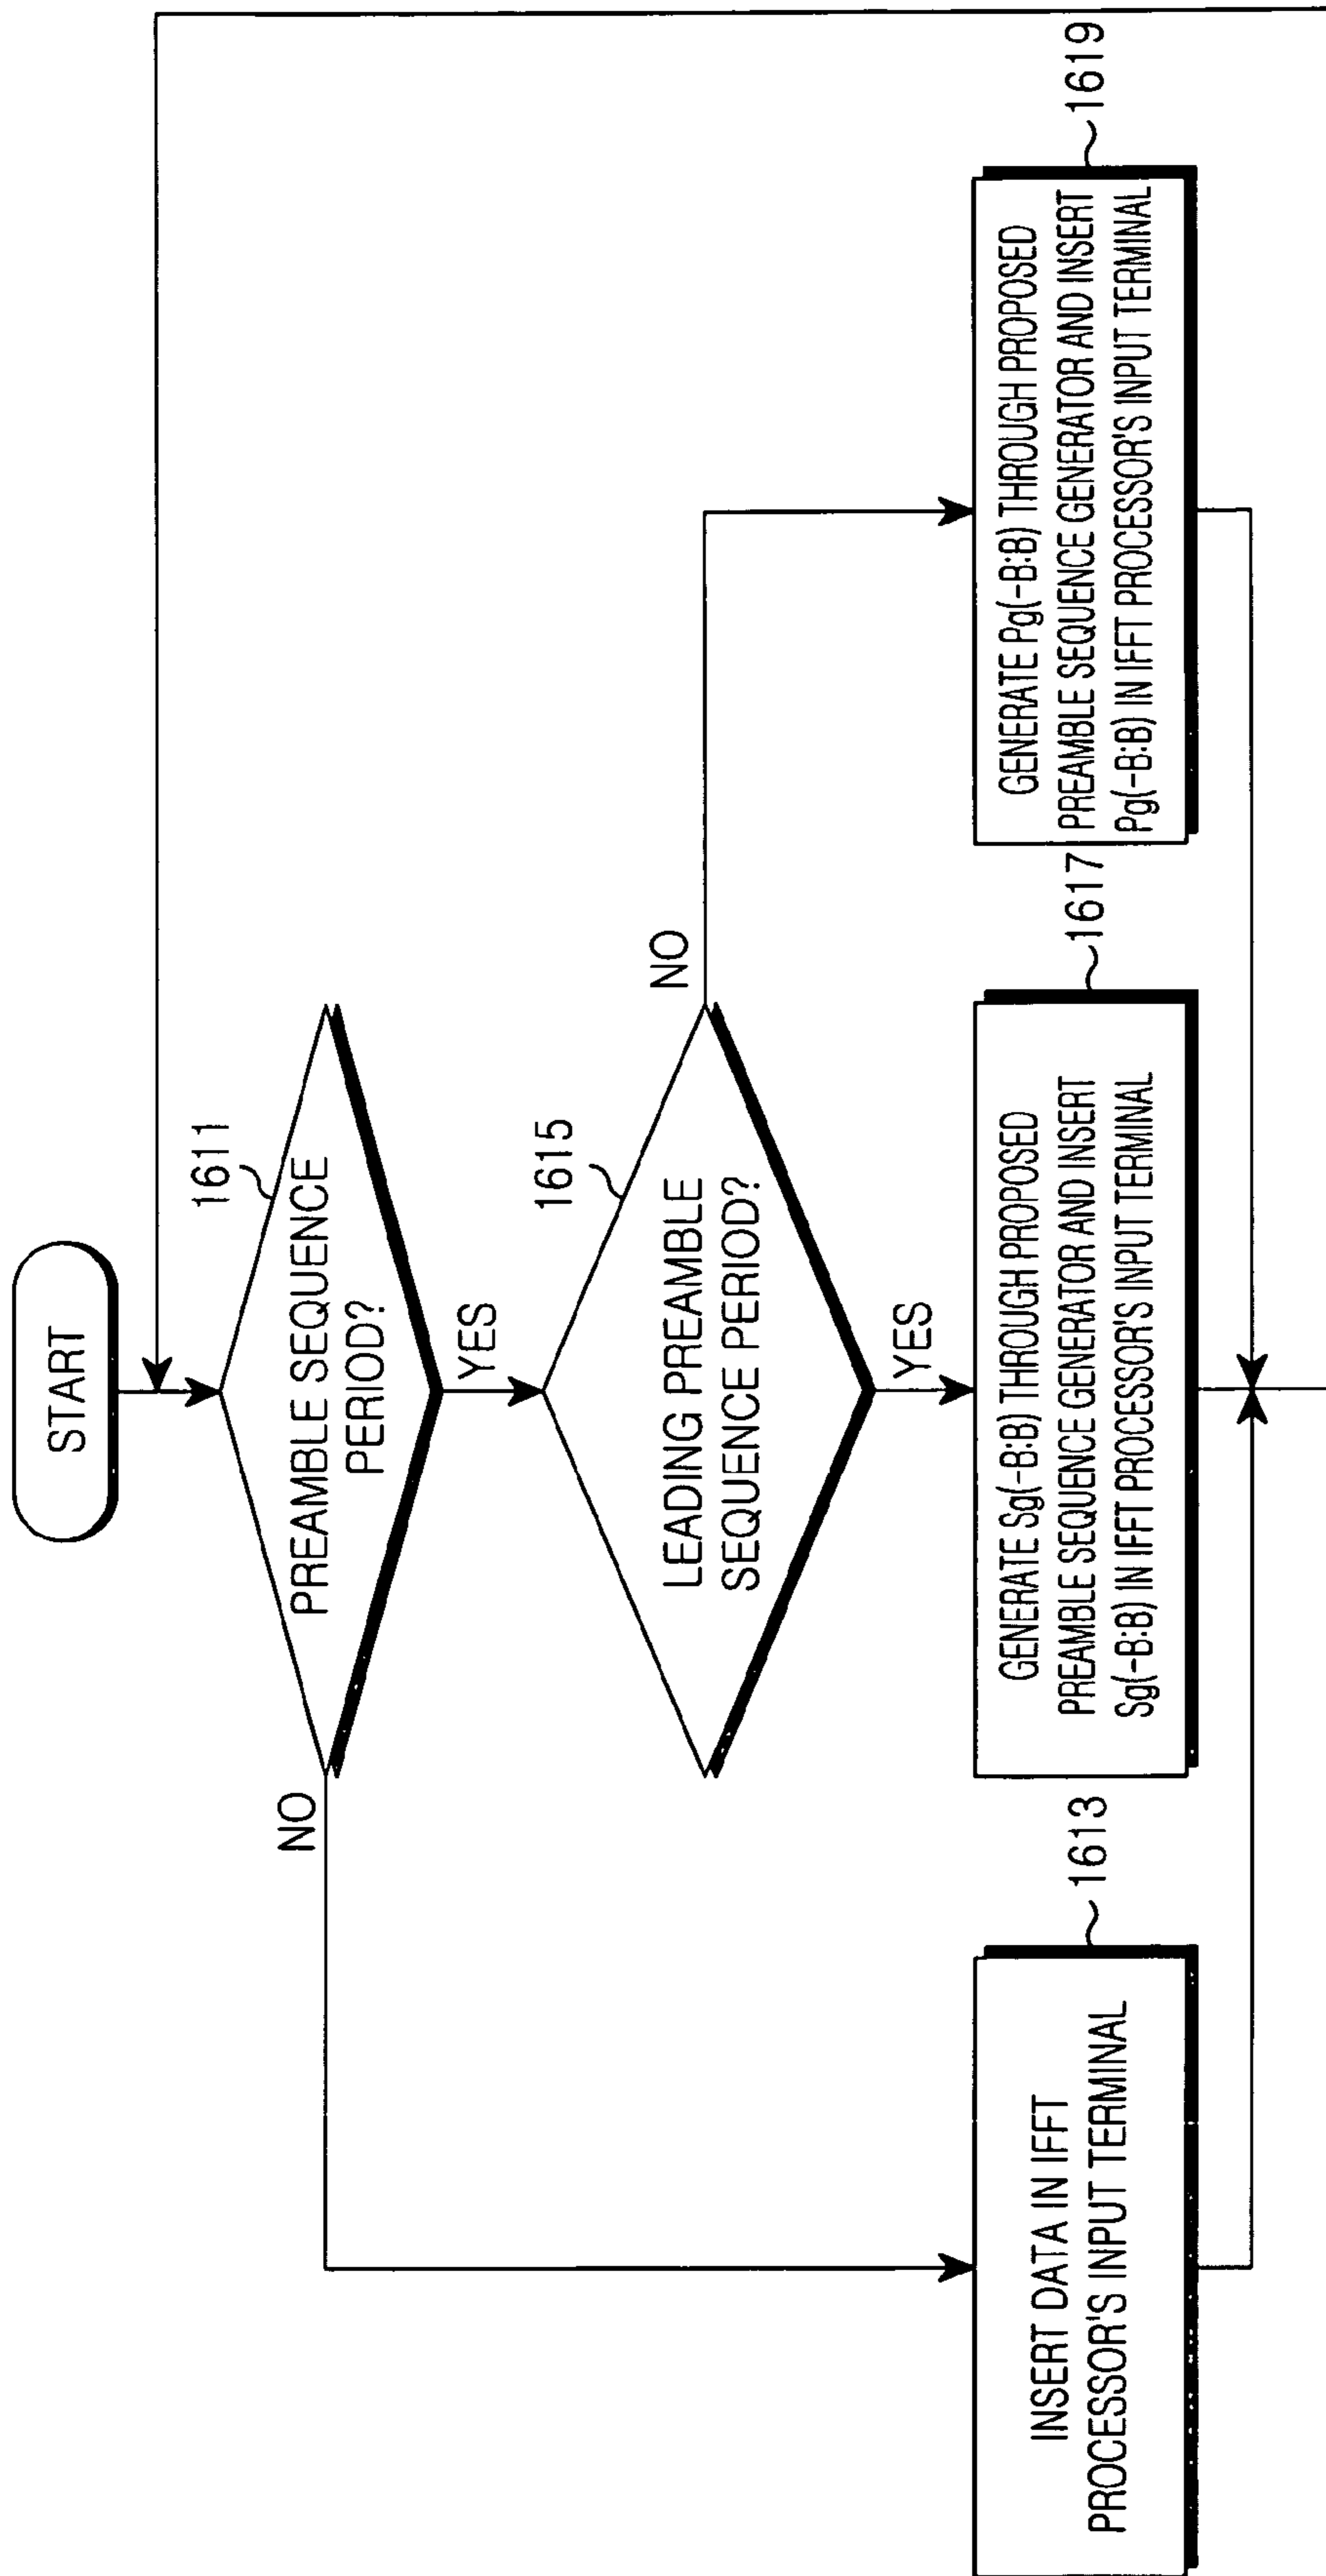 START
1611
PREAMBLE SEQUENCE
PERIOD?
NO
YES
1615
LEADING PREAMBLE
SEQUENCE PERIOD?
NO
YES
1613
INSERT DATA IN IFFT
PROCESSOR'S INPUT TERMINAL
1617
GENERATE Sg(-B:B) THROUGH PROPOSED
PREAMBLE SEQUENCE GENERATOR AND INSERT
Sg(-B:B) IN IFFT PROCESSOR'S INPUT TERMINAL
1619
GENERATE Pg(-B:B) THROUGH PROPOSED
PREAMBLE SEQUENCE GENERATOR AND INSERT
Pg(-B:B) IN IFFT PROCESSOR'S INPUT TERMINAL